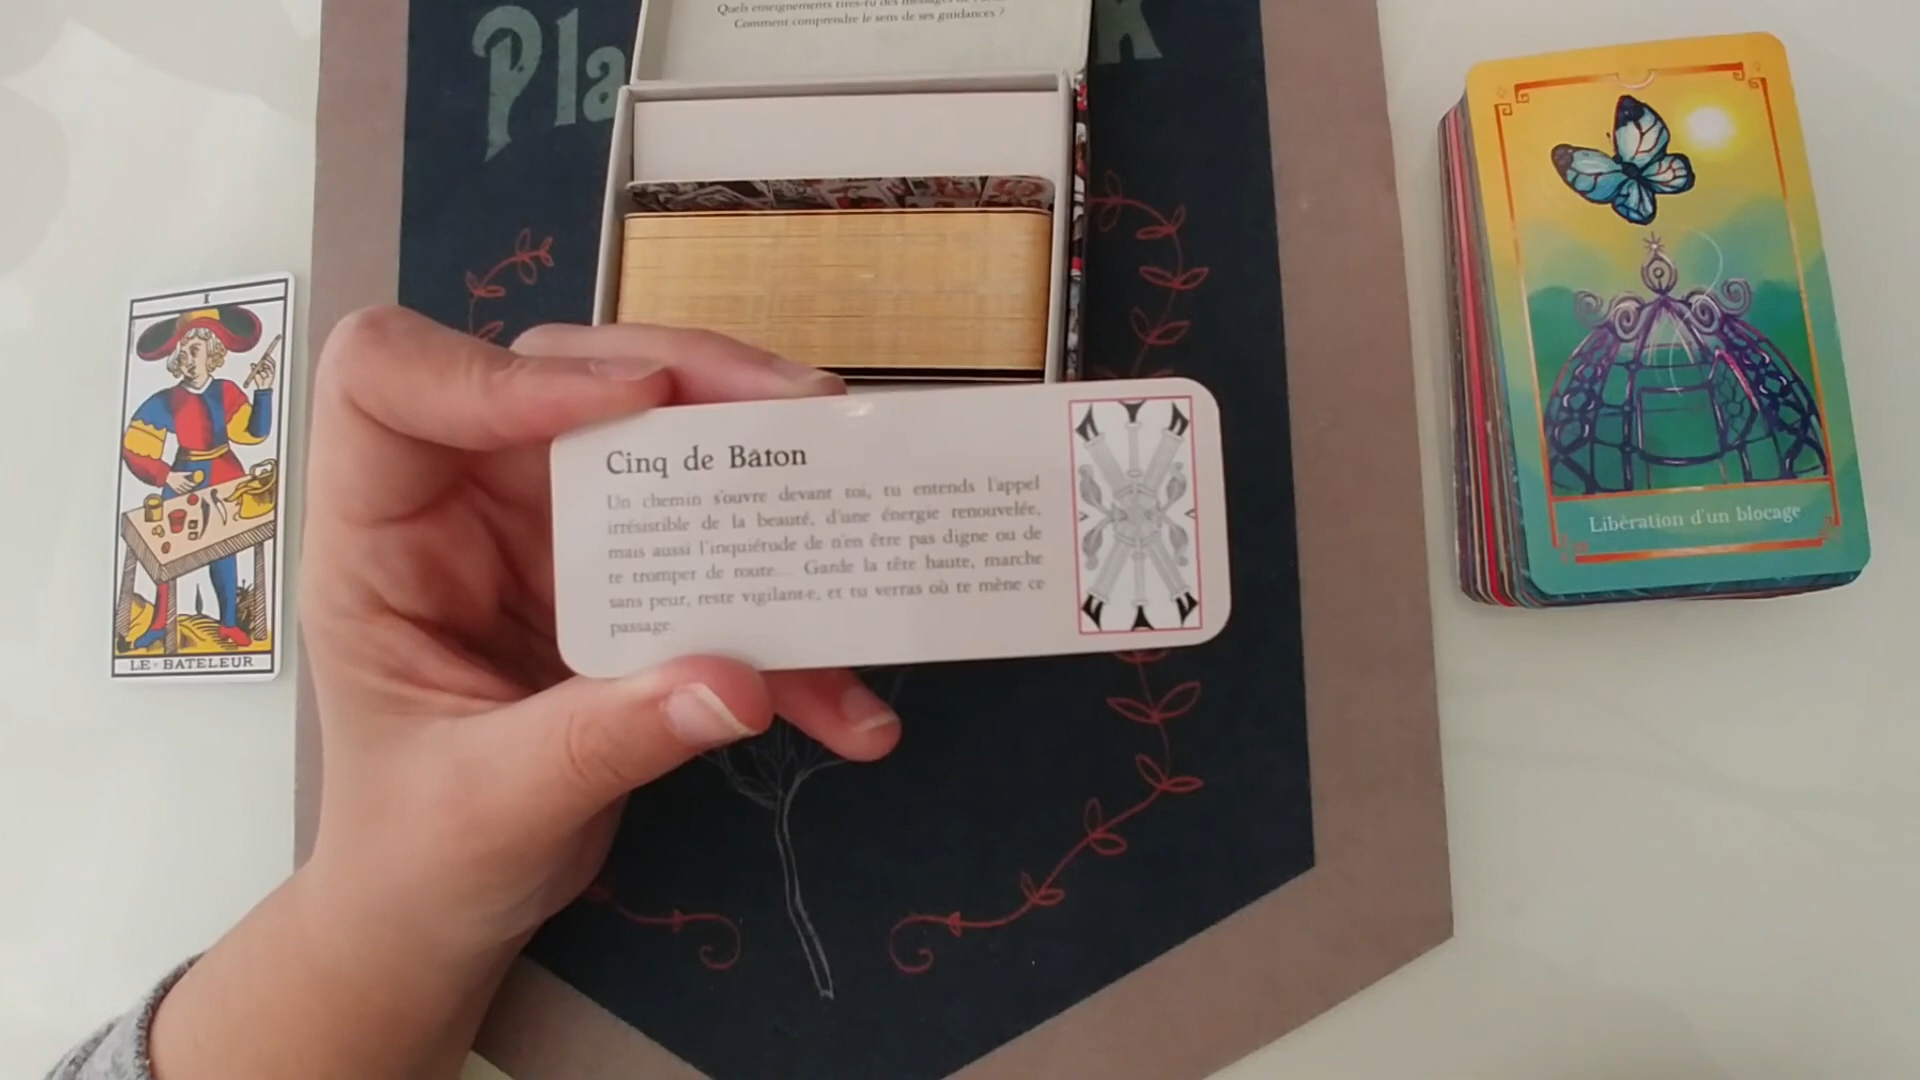 Quels enseignements tires-tu des messages de
Comment comprendre le sens de ses guidances ?
Pla
k
I
LE·BATELEUR
Cinq de Bâton
Un chemin s'ouvre devant toi, tu entends l'appel
irrésistible de la beauté, d'une énergie renouvelée,
mais aussi l'inquiétude de n'en être pas digne ou de
te tromper de route... Garde la tête haute, marche
sans peur, reste vigilant·e, et tu verras où te mène ce
passage.
Libération d'un blocage